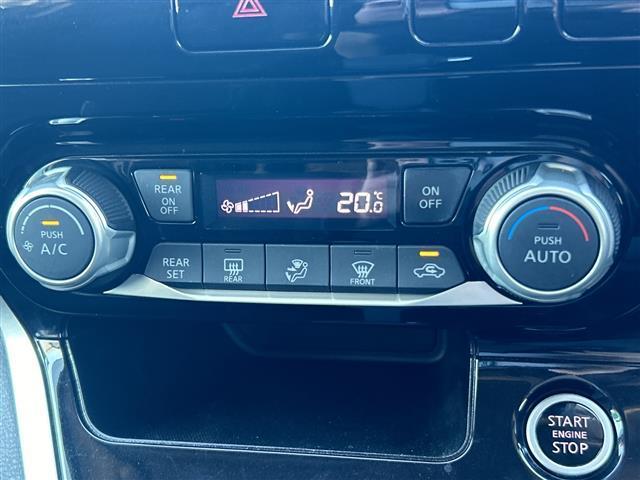 REAR
ON
OFF
20.0
°C
ON
OFF
PUSH
A/C
PUSH
AUTO
REAR
SET
REAR
FRONT
START
ENGINE
STOP